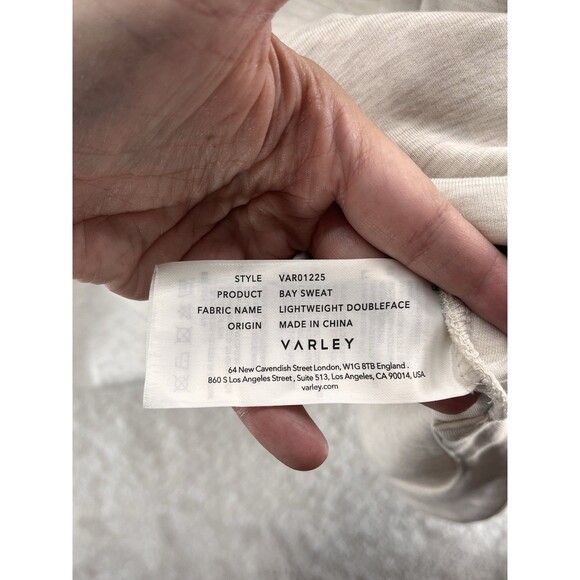 STYLE VAR01225
PRODUCT BAY SWEAT
FABRIC NAME LIGHTWEIGHT DOUBLEFACE
ORIGIN MADE IN CHINA
VARLEY
64 New Cavendish Street London, W1G 8TB England .
860 S Los Angeles Street , Suite 513, Los Angeles, CA 90014, USA
varley.com